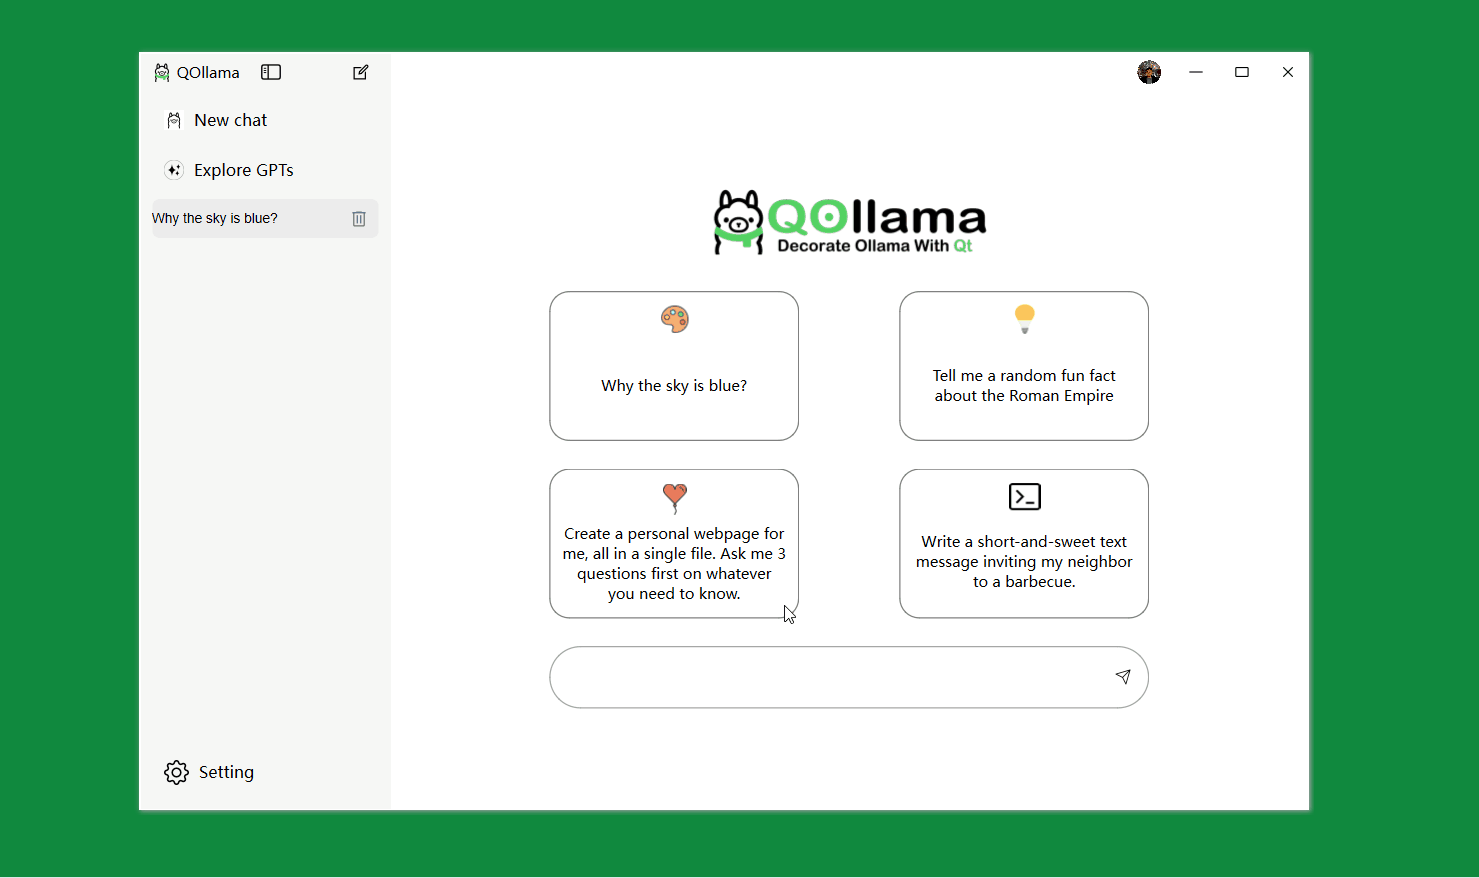 QOllama
New chat
Explore GPTs
Why the sky is blue?
Setting
QOllama
Decorate Ollama With Qt
Why the sky is blue?
Tell me a random fun fact
about the Roman Empire
Create a personal webpage for
me, all in a single file. Ask me 3
questions first on whatever
you need to know.
Write a short-and-sweet text
message inviting my neighbor
to a barbecue.